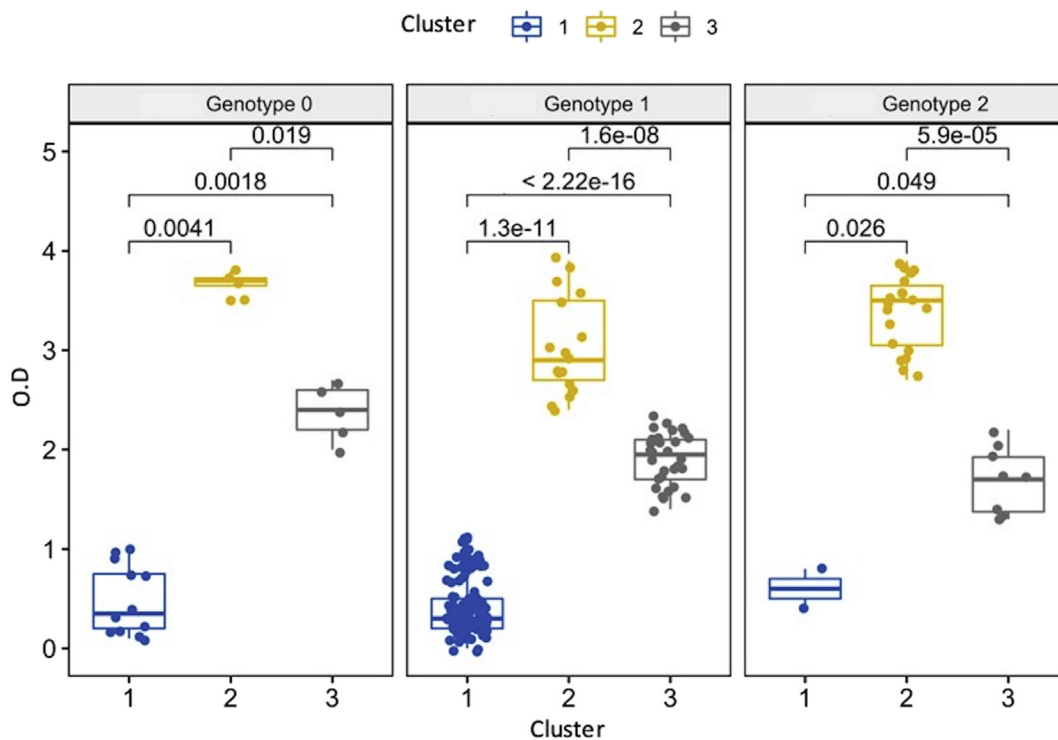 Cluster 1 2 3
Genotype 0 Genotype 1 Genotype 2
5 0.019 1.6e-08 5.9e-05
0.0018 < 2.22e-16 0.049
4 0.0041 1.3e-11 0.026
3
O.D
2
1
0
1 2 3 1 2 3 1 2 3
Cluster